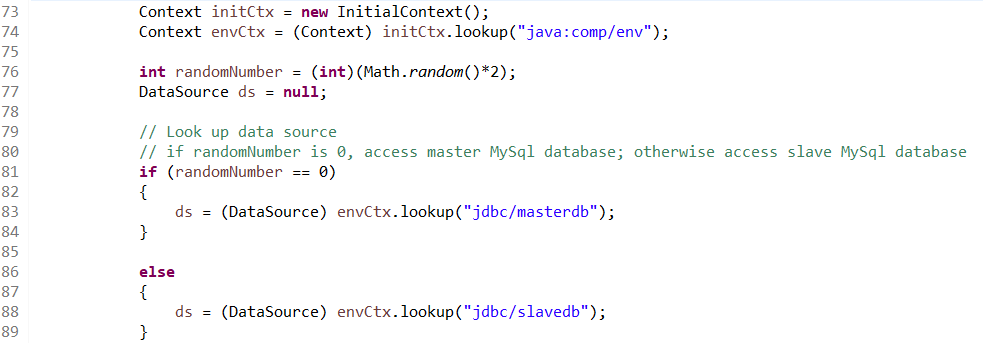 73 Context initCtx = new InitialContext();
74 Context envCtx = (Context) initCtx.lookup("java:comp/env");
75
76 int randomNumber = (int)(Math.random()*2);
77 DataSource ds = null;
78
79 // Look up data source
80 // if randomNumber is 0, access master MySql database; otherwise access slave MySql database
81 if (randomNumber == 0)
82 {
83 ds = (DataSource) envCtx.lookup("jdbc/masterdb");
84 }
85
86 else
87 {
88 ds = (DataSource) envCtx.lookup("jdbc/slavedb");
89 }